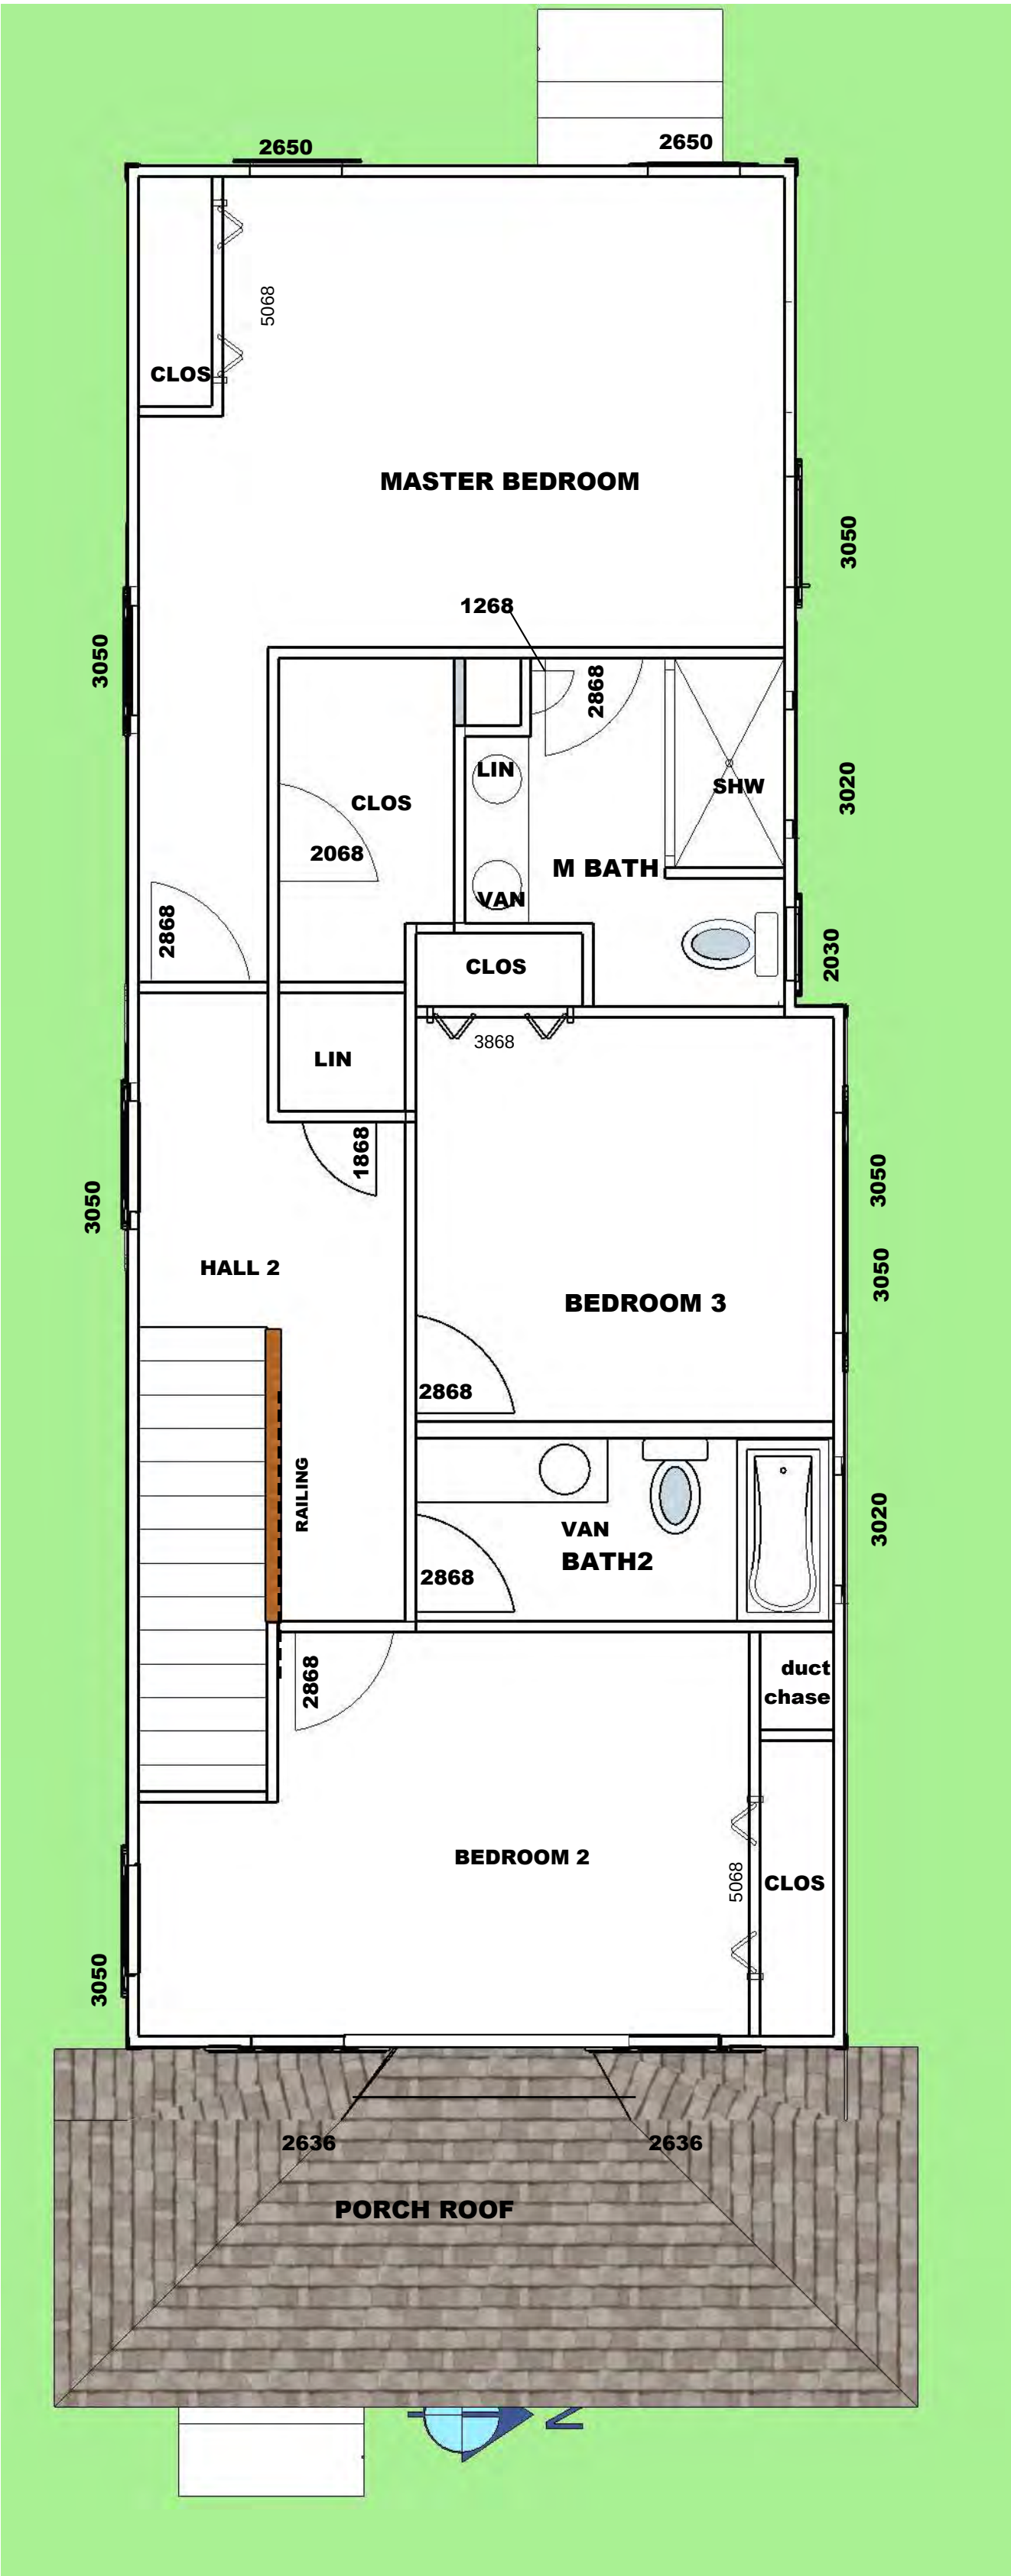 2650
2650
5068
CLOS
MASTER BEDROOM
3050
1268
3050
2868
LIN
SHW
3020
CLOS
2068
M BATH
VAN
2868
2030
CLOS
3868
LIN
1868
3050
3050
HALL 2
3050
BEDROOM 3
2868
RAILING
3020
VAN
BATH2
2868
2868
duct
chase
BEDROOM 2
5068
CLOS
3050
2636
2636
PORCH ROOF
N